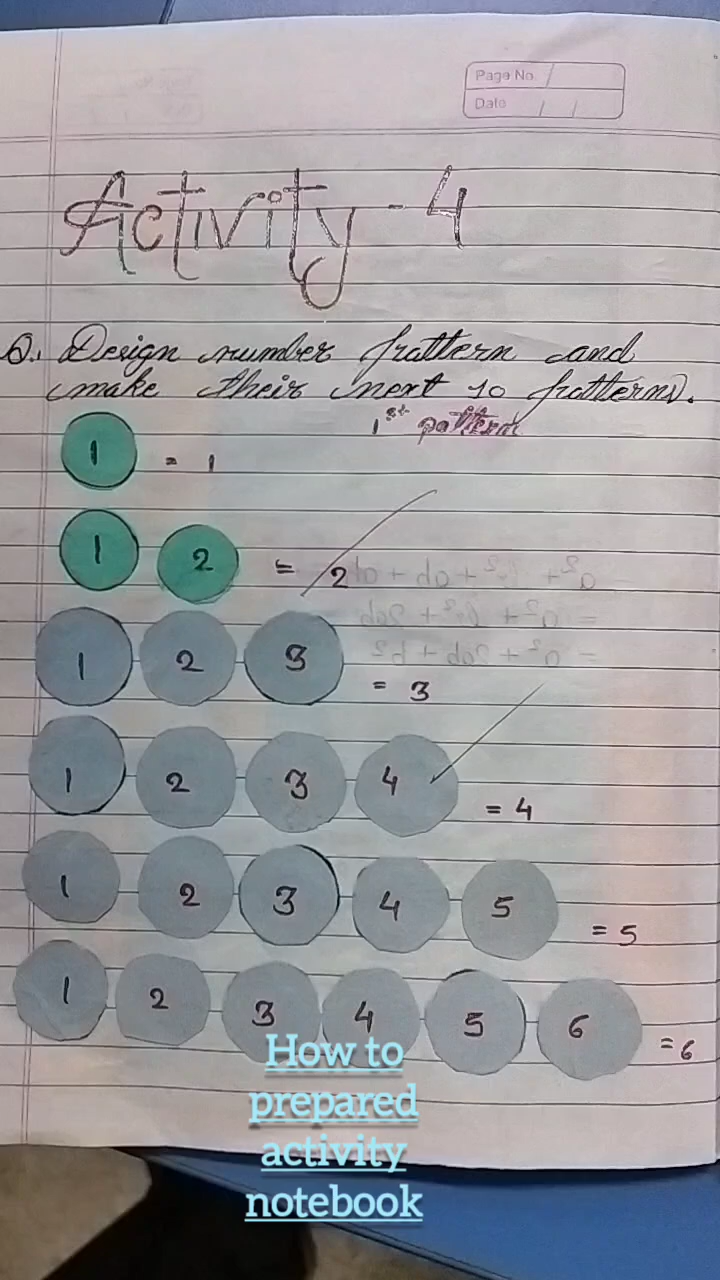 Page No.
Date
Activity - 4
Q. Design number pattern and
make their next 10 patterns.
1st pattern
1 = 1
1 2 = 2
1 2 3 = 3
1 2 3 4 = 4
1 2 3 4 5 = 5
1 2 3 4 5 6 = 6
How to
prepared
activity
notebook